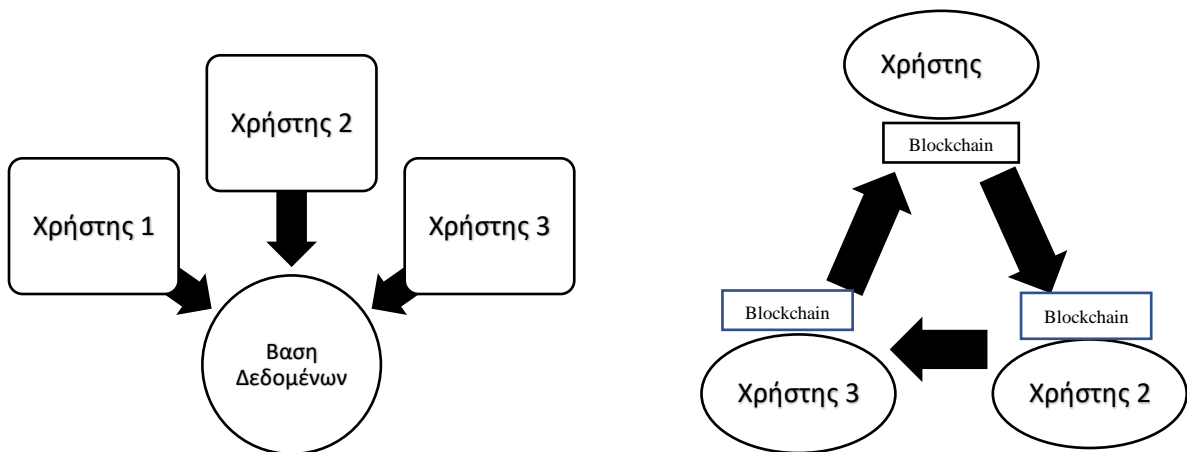 Χρήστης 1
Χρήστης 2
Χρήστης 3
Βαση
Δεδομένων
Χρήστης
Blockchain
Blockchain
Blockchain
Χρήστης 3
Χρήστης 2